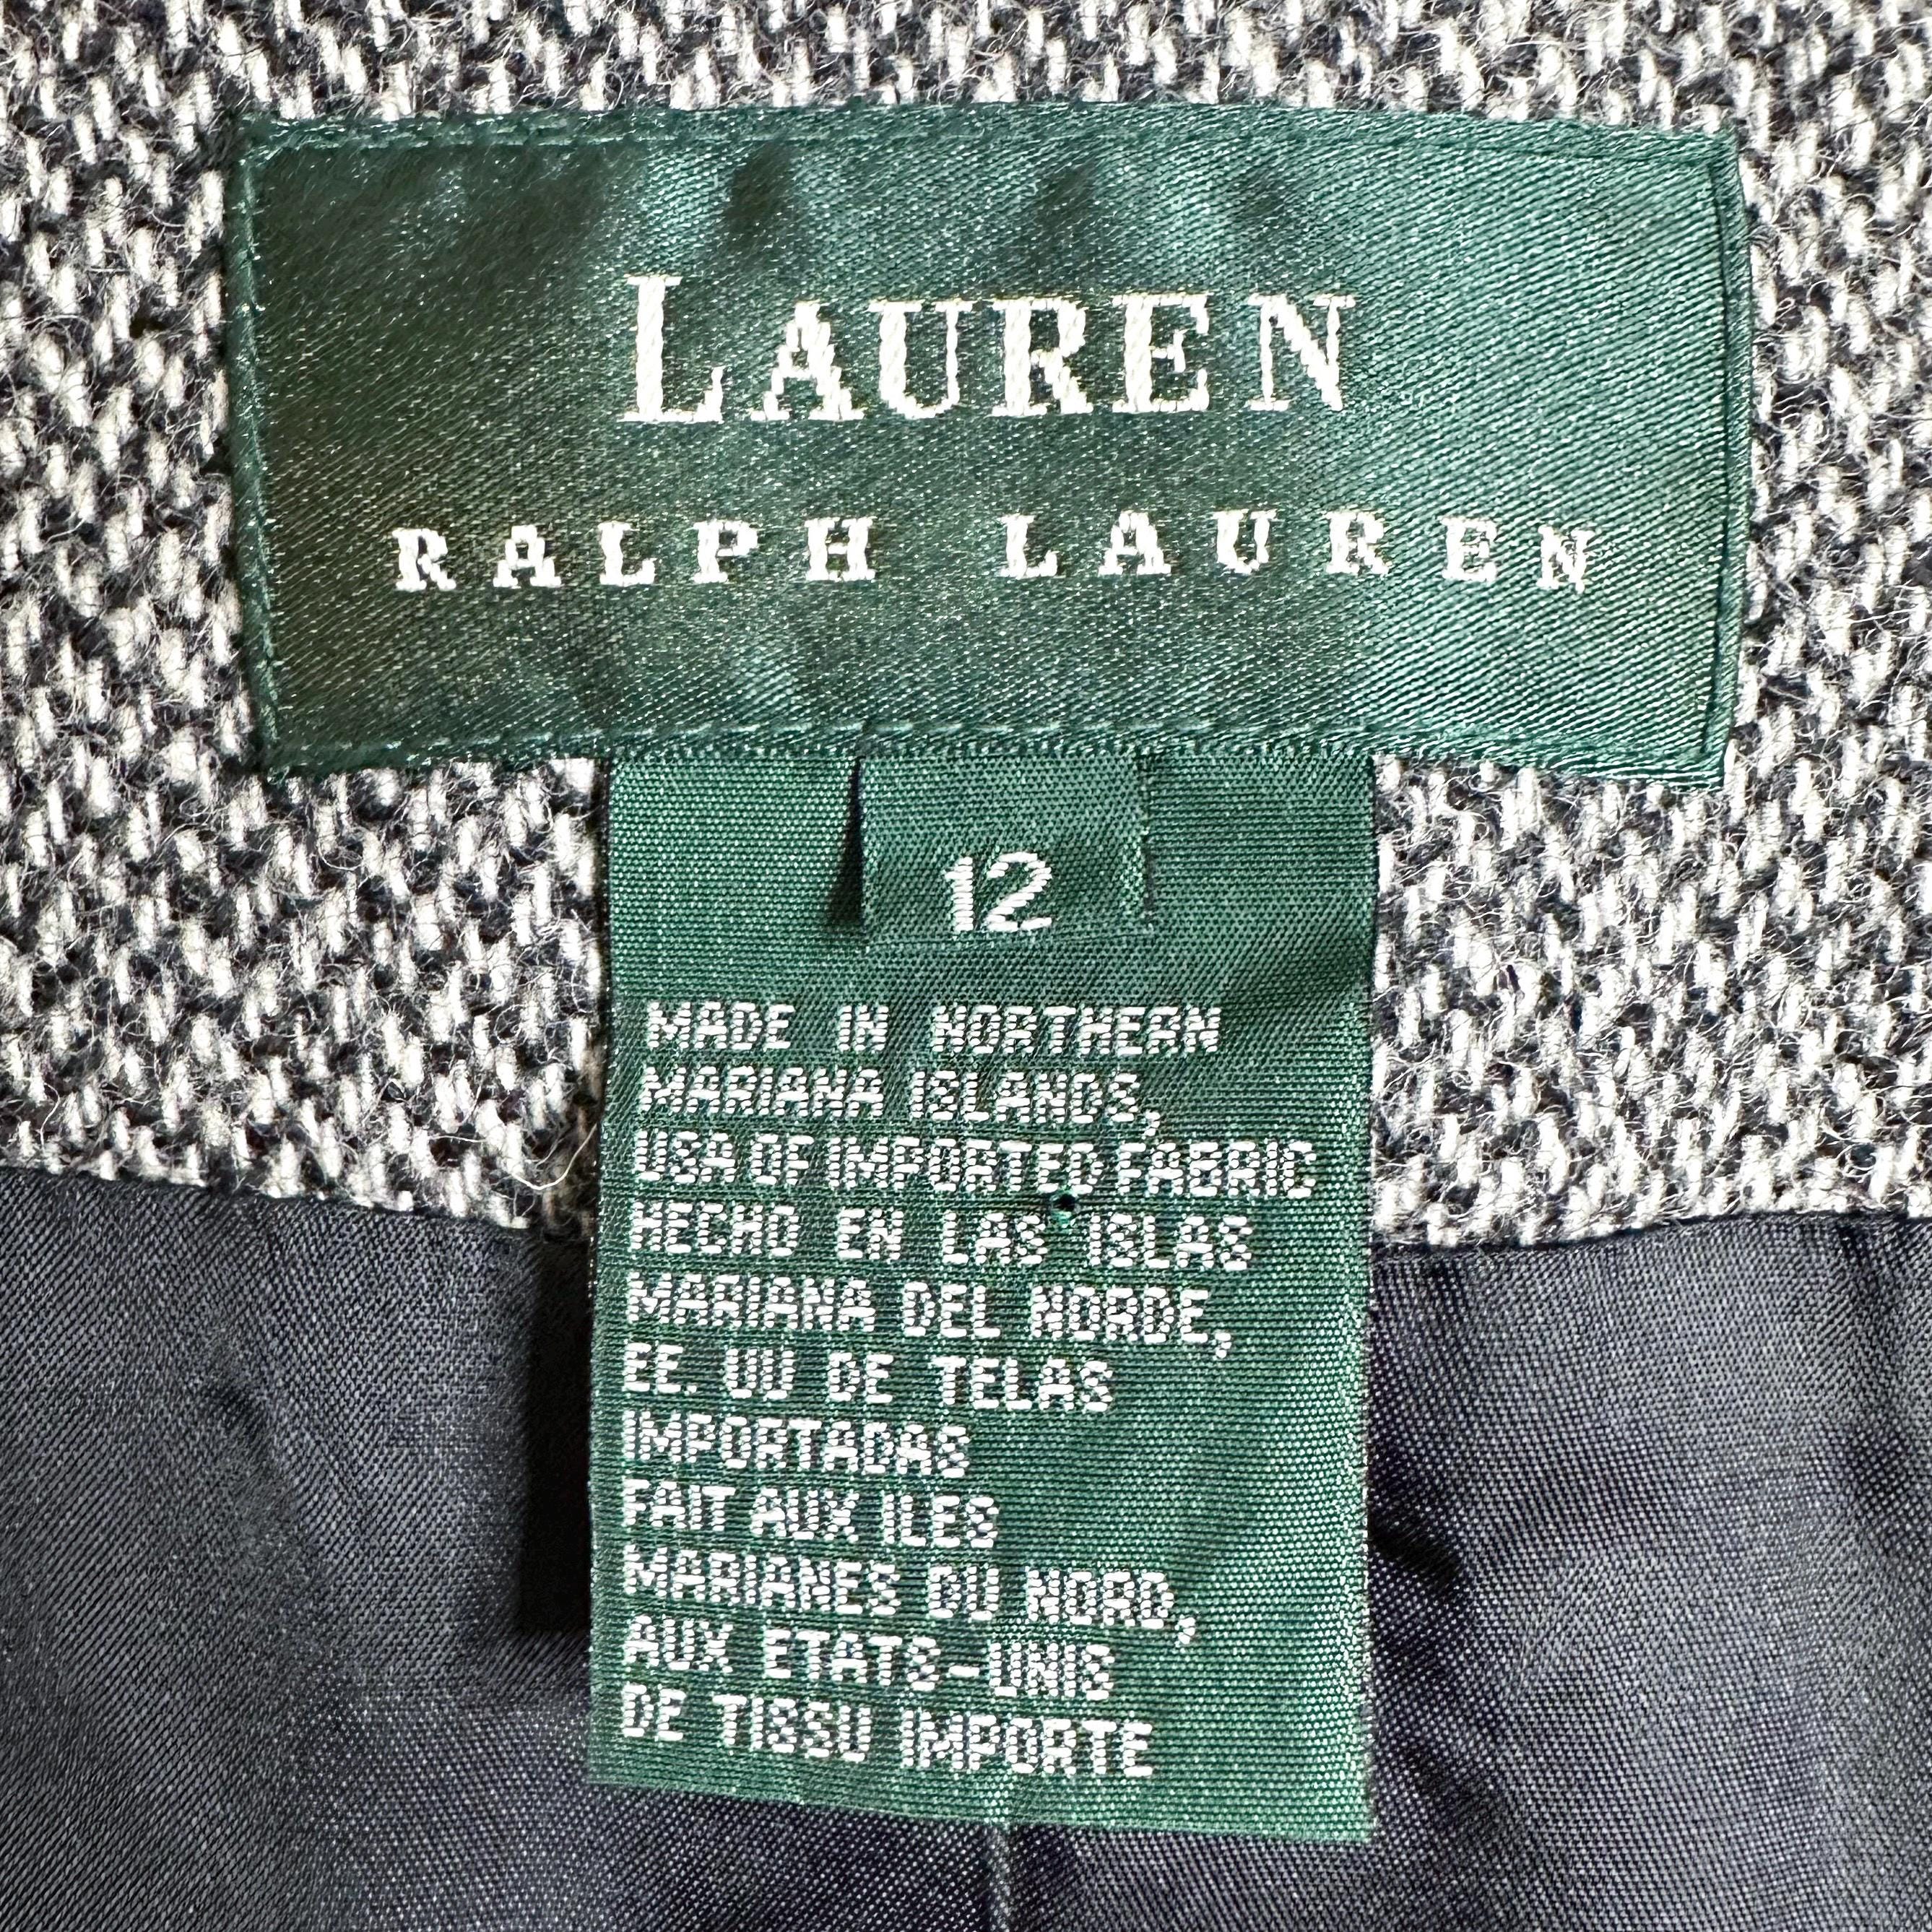 LAUREN
RALPH LAUREN
12
MADE IN NORTHERN
MARIANA ISLANDS,
USA OF IMPORTED FABRIC
HECHO EN LAS ISLAS
MARIANA DEL NORDE,
EE. UU DE TELAS
IMPORTADAS
FAIT AUX ILES
MARIANES DU NORD,
AUX ETATS-UNIS
DE TISSU IMPORTE